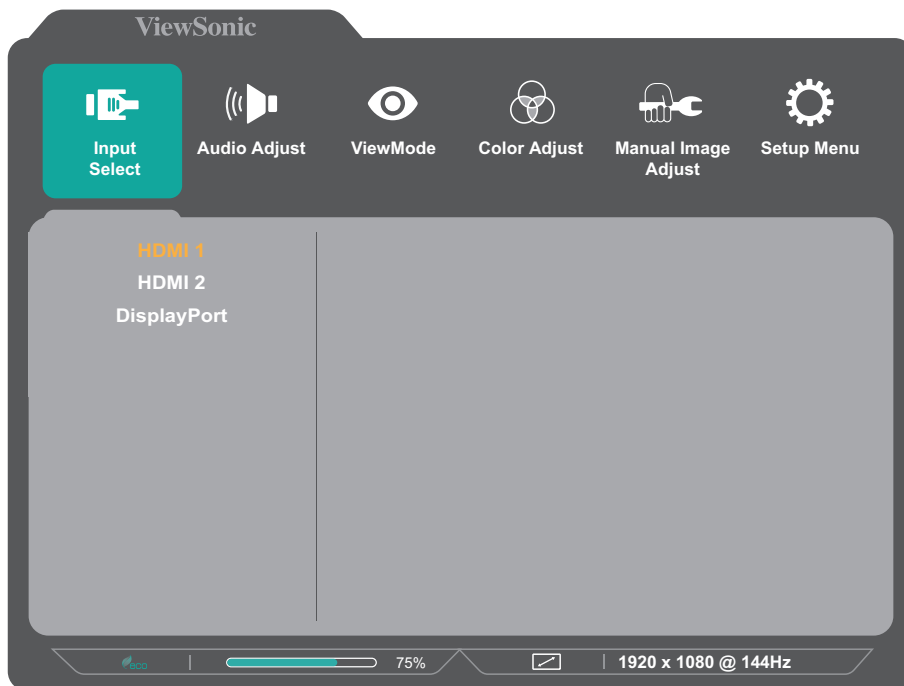 ViewSonic
Input
Select
Audio Adjust
ViewMode
Color Adjust
Manual Image
Adjust
Setup Menu
HDMI 1
HDMI 2
DisplayPort
eco
75%
1920 x 1080 @ 144Hz